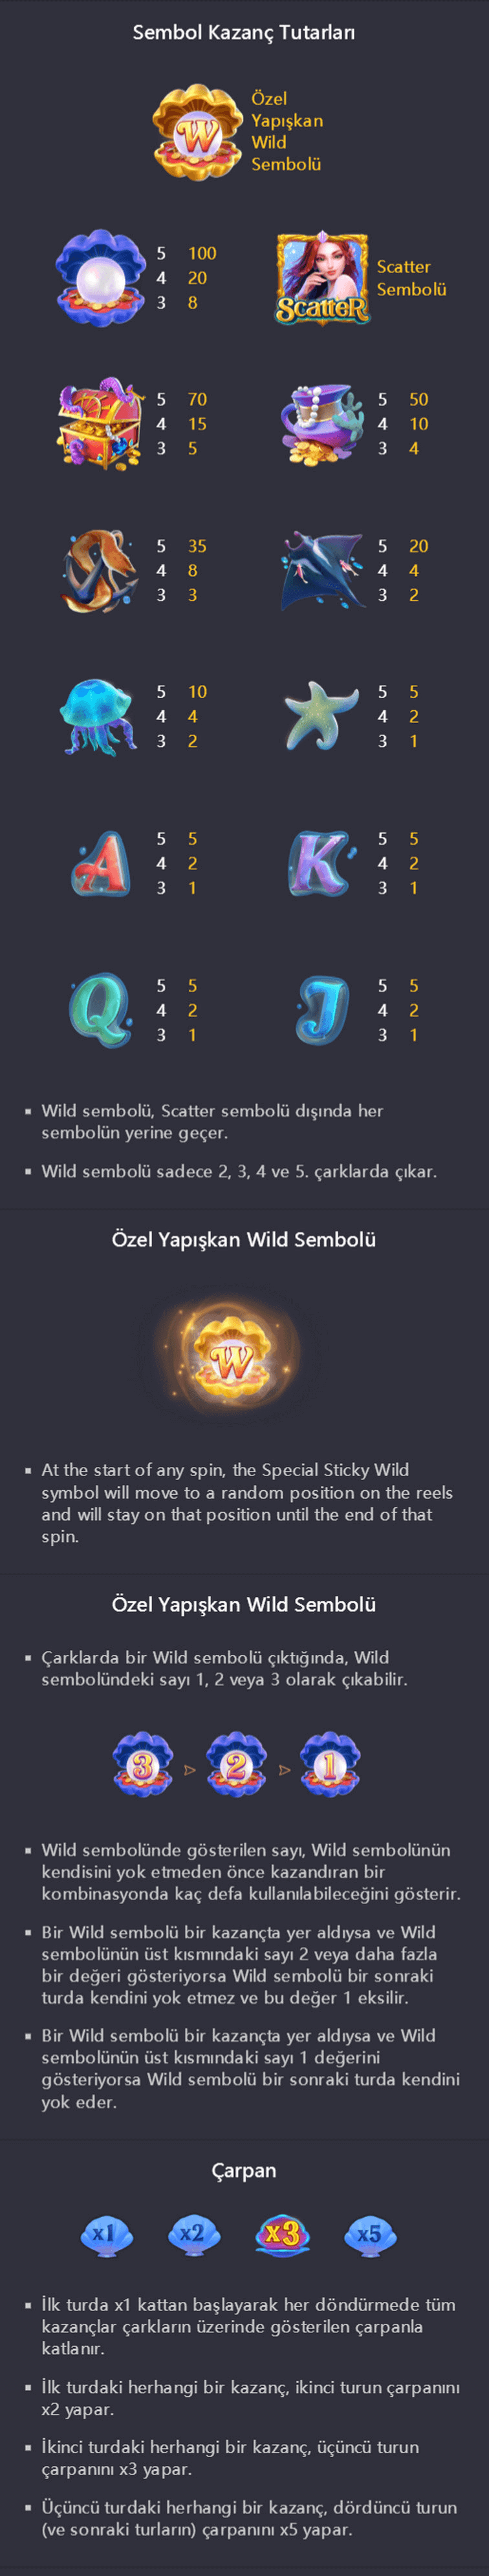 Sembol Kazanç Tutarları
W
Özel
Yapışkan
Wild
Sembolü
5 100
4 20
3 8
Scatter
Scatter
Sembolü
5 70
4 15
3 5
5 50
4 10
3 4
5 35
4 8
3 3
5 20
4 4
3 2
5 10
4 4
3 2
5 5
4 2
3 1
A
5 5
4 2
3 1
K
5 5
4 2
3 1
Q
5 5
4 2
3 1
J
5 5
4 2
3 1
▪ Wild sembolü, Scatter sembolü dışında her
sembolün yerine geçer.
▪ Wild sembolü sadece 2, 3, 4 ve 5. çarklarda çıkar.
Özel Yapışkan Wild Sembolü
W
▪ At the start of any spin, the Special Sticky Wild
symbol will move to a random position on the reels
and will stay on that position until the end of that
spin.
Özel Yapışkan Wild Sembolü
▪ Çarklarda bir Wild sembolü çıktığında, Wild
sembolündeki sayı 1, 2 veya 3 olarak çıkabilir.
3 2 1
▪ Wild sembolünde gösterilen sayı, Wild sembolünün
kendisini yok etmeden önce kazandıran bir
kombinasyonda kaç defa kullanılabileceğini gösterir.
▪ Bir Wild sembolü bir kazançta yer aldıysa ve Wild
sembolünün üst kısmındaki sayı 2 veya daha fazla
bir değeri gösteriyorsa Wild sembolü bir sonraki
turda kendini yok etmez ve bu değer 1 eksilir.
▪ Bir Wild sembolü bir kazançta yer aldıysa ve Wild
sembolünün üst kısmındaki sayı 1 değerini
gösteriyorsa Wild sembolü bir sonraki turda kendini
yok eder.
Çarpan
x1 x2 x3 x5
▪ İlk turda x1 kattan başlayarak her döndürmede tüm
kazançlar çarkların üzerinde gösterilen çarpanla
katlanır.
▪ İlk turdaki herhangi bir kazanç, ikinci turun çarpanını
x2 yapar.
▪ İkinci turdaki herhangi bir kazanç, üçüncü turun
çarpanını x3 yapar.
▪ Üçüncü turdaki herhangi bir kazanç, dördüncü turun
(ve sonraki turların) çarpanını x5 yapar.